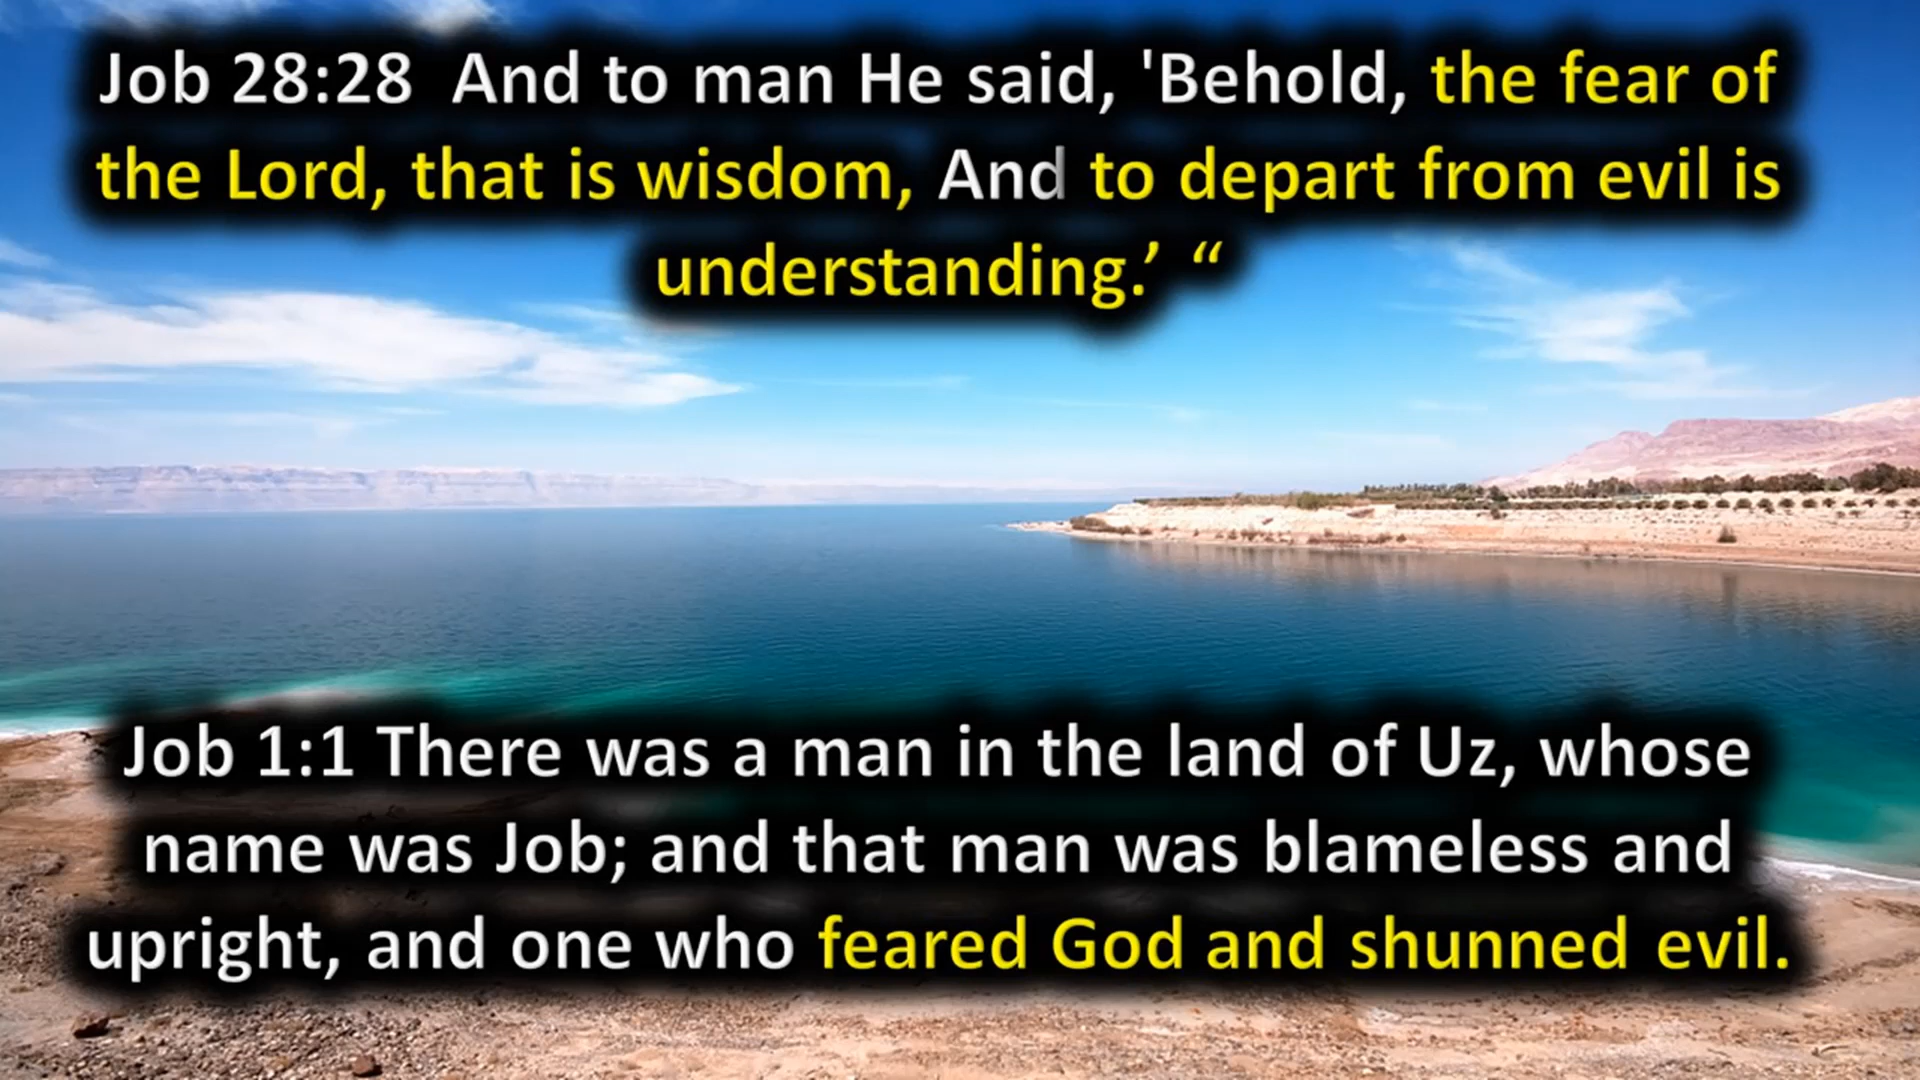 Job 28:28  And to man He said, 'Behold, the fear of
the Lord, that is wisdom, And to depart from evil is
understanding.’ “
Job 1:1 There was a man in the land of Uz, whose
name was Job; and that man was blameless and
upright, and one who feared God and shunned evil.